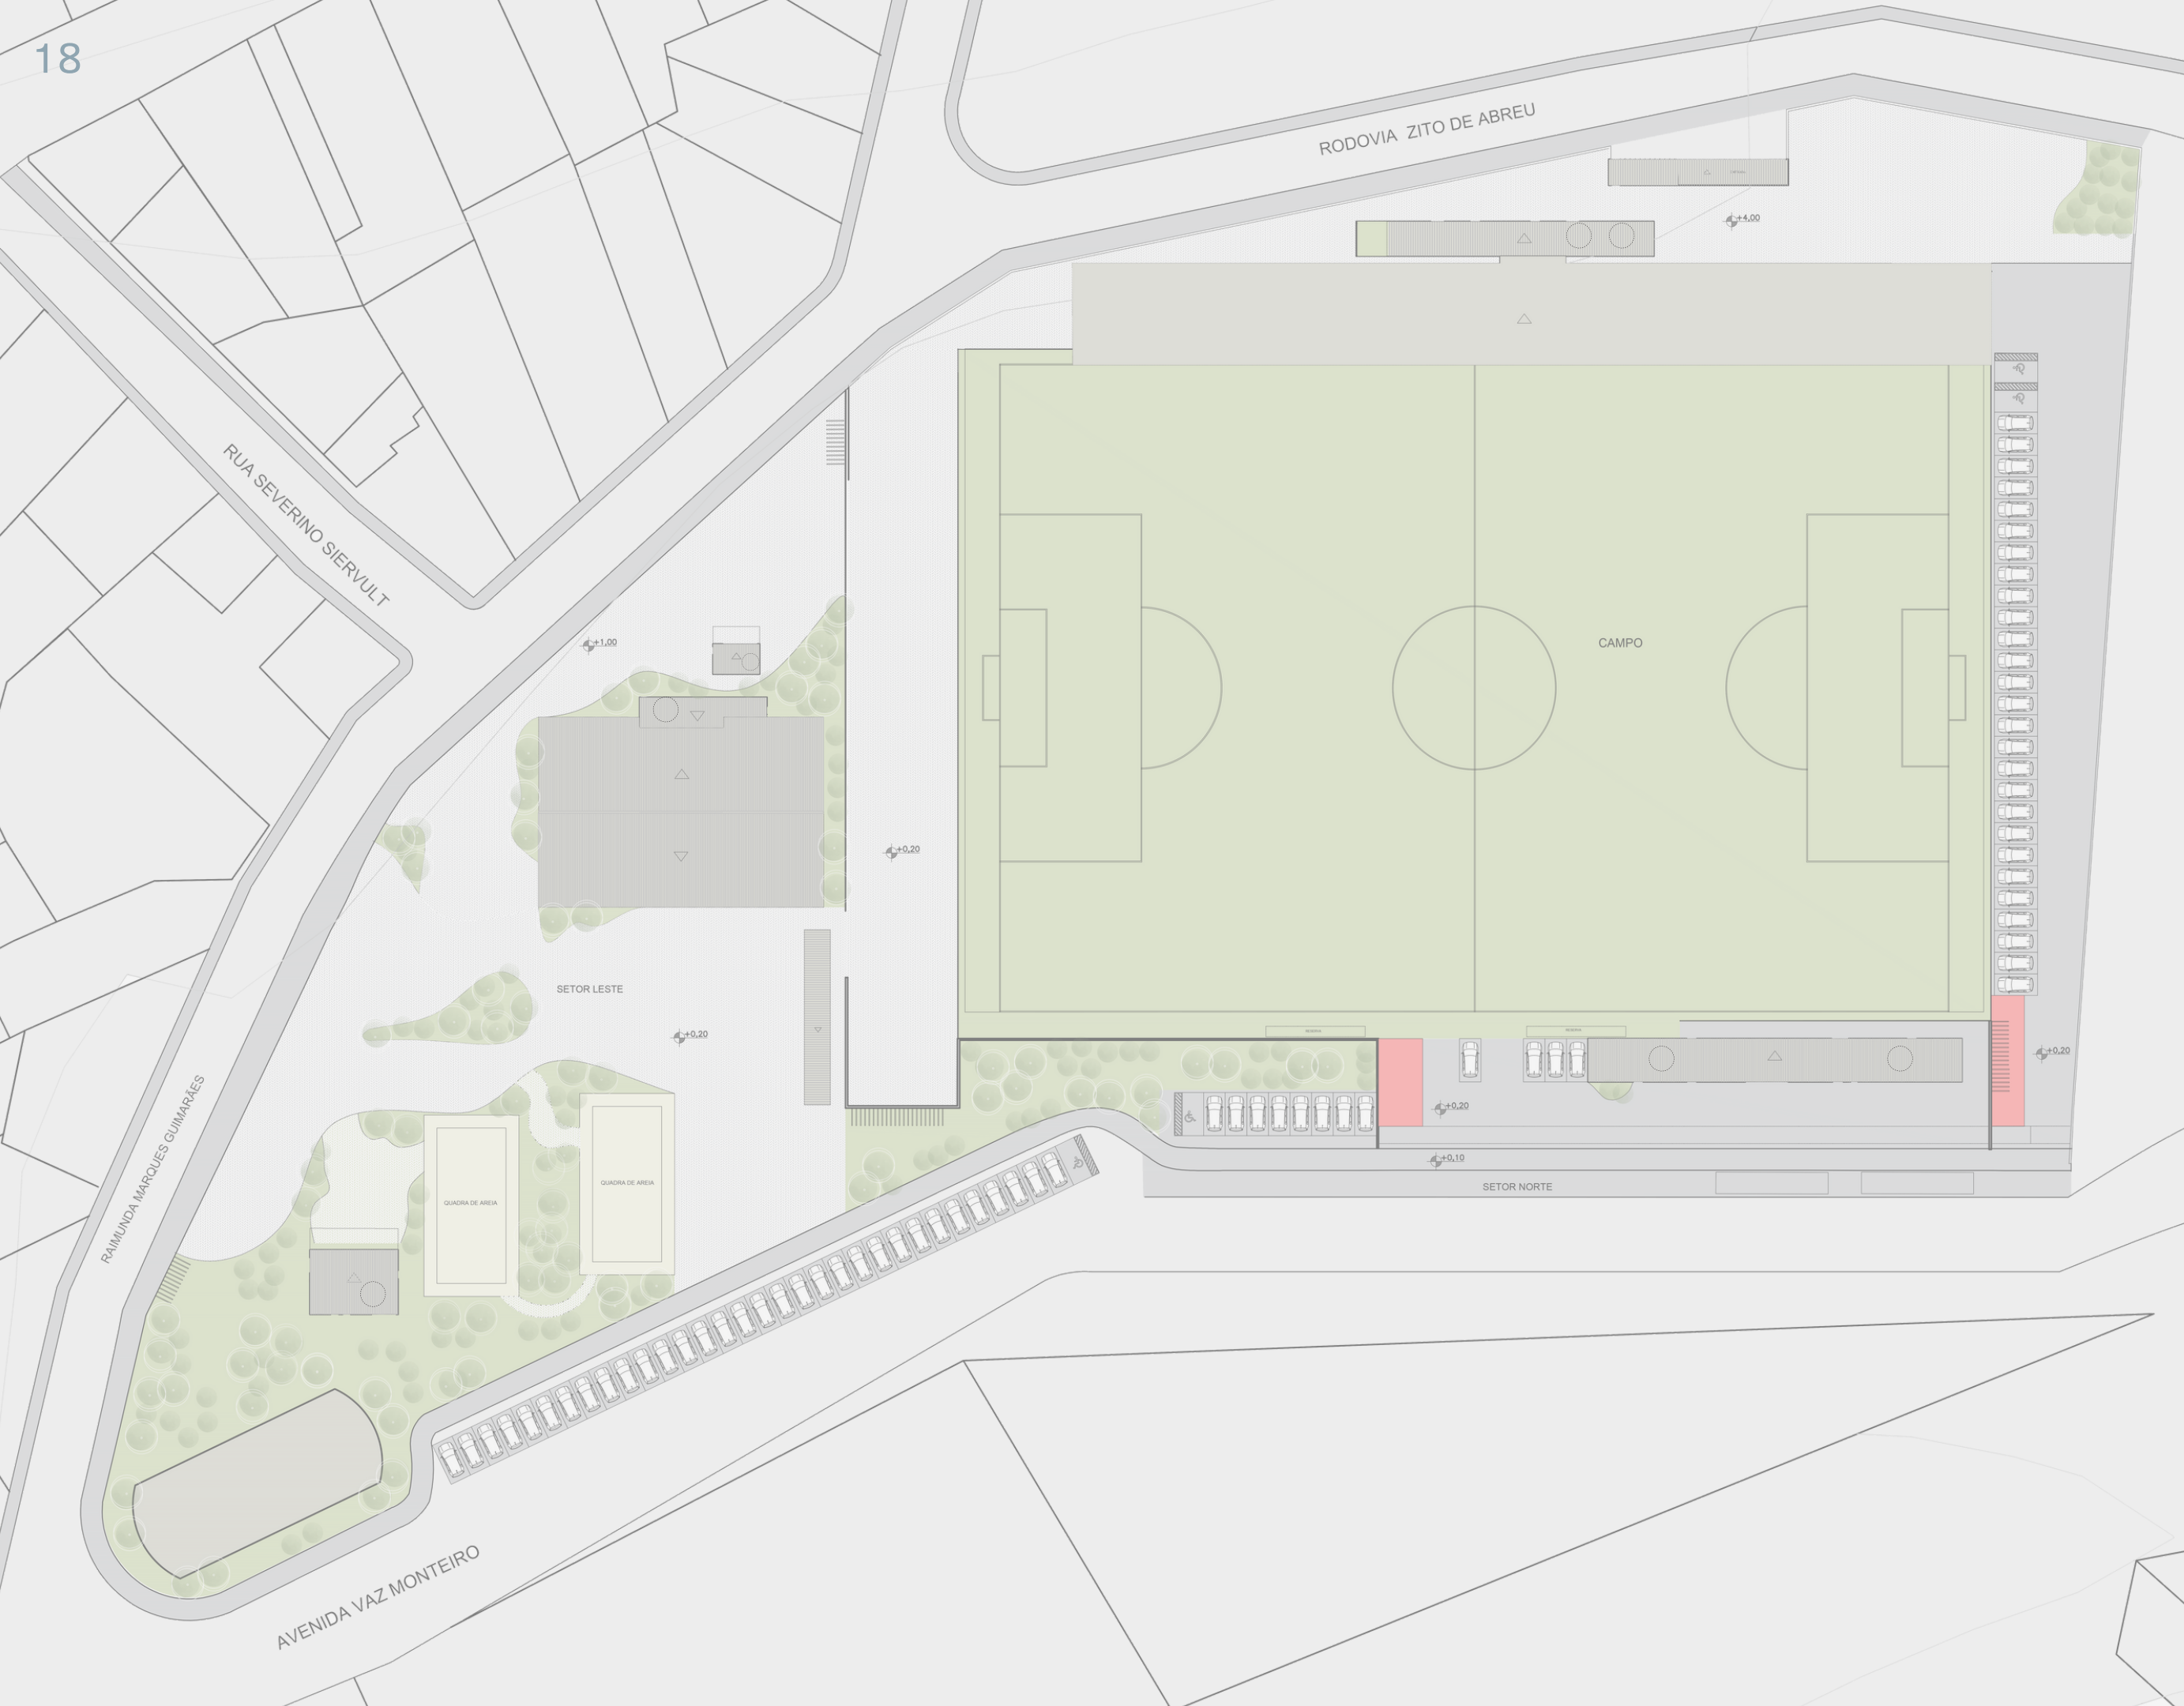 18
RODOVIA ZITO DE ABREU
+4,00
RUA SEVERINO SIERVULT
+1,00
CAMPO
+0,20
SETOR LESTE
+0,20
+0,20
+0,20
+0,10
SETOR NORTE
QUADRA DE AREIA
QUADRA DE AREIA
RAIMUNDA MARQUES GUIMARÃES
AVENIDA VAZ MONTEIRO